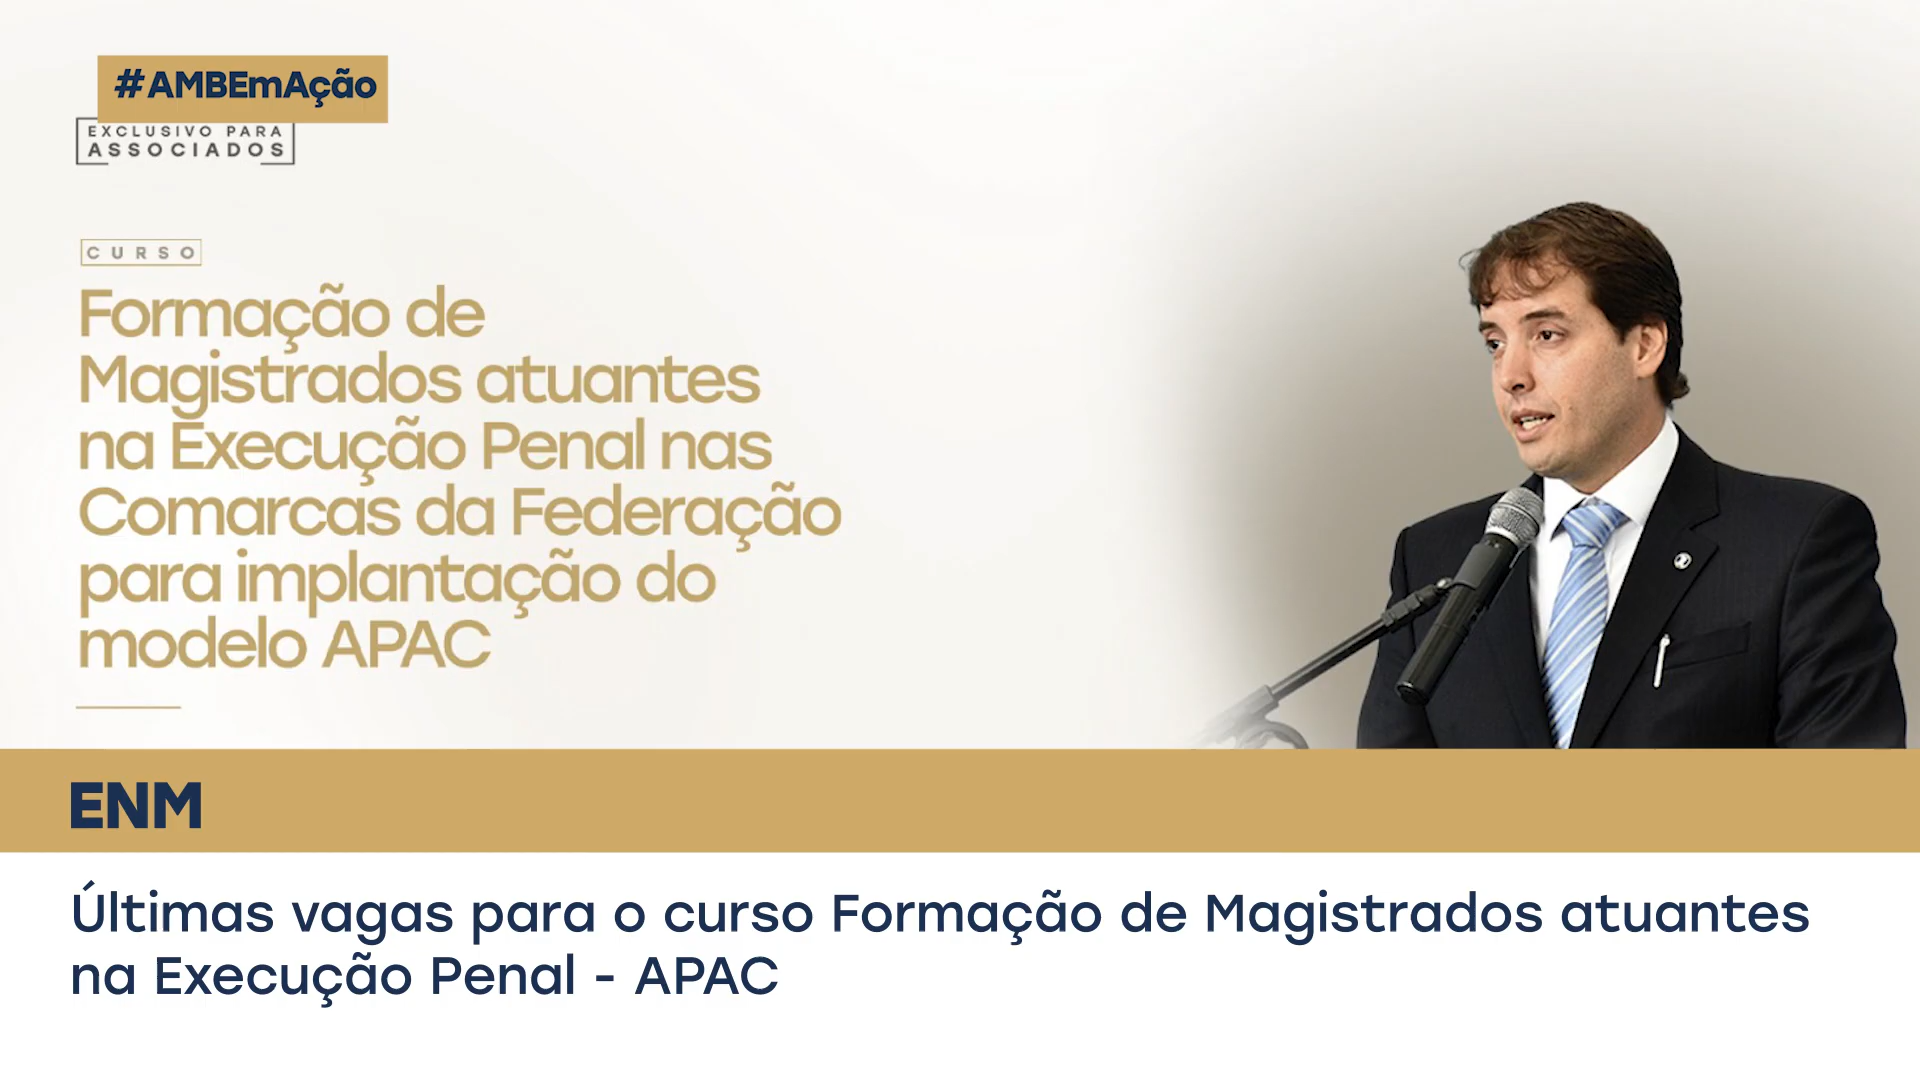 #AMBEmAção
EXCLUSIVO PARA
ASSOCIADOS
CURSO
Formação de
Magistrados atuantes
na Execução Penal nas
Comarcas da Federação
para implantação do
modelo APAC
ENM
Últimas vagas para o curso Formação de Magistrados atuantes
na Execução Penal - APAC